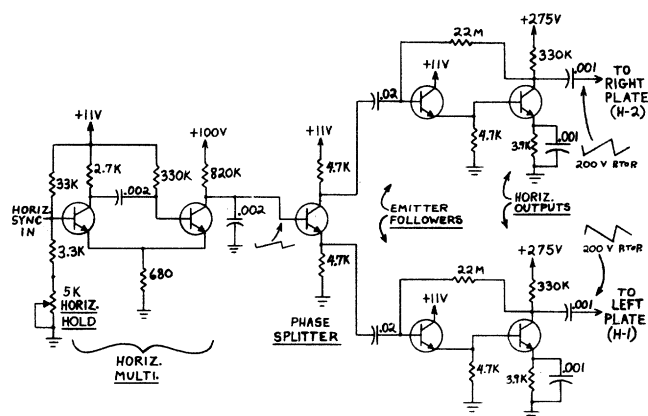 +275V
22M
330K
.001
TO
RIGHT
PLATE
(H-2)
+11V
.02
4.7K
3.9K
.001
200 V PTOP
+11V
+100V
+11V
33K
2.7K
330K
820K
4.7K
.002
HORIZ.
SYNC
IN
.002
3.3K
680
4.7K
5K
HORIZ.
HOLD
HORIZ.
MULTI.
PHASE
SPLITTER
EMITTER
FOLLOWERS
HORIZ.
OUTPUTS
+275V
200 V PTOP
22M
330K
.001
TO
LEFT
PLATE
(H-1)
+11V
.02
4.7K
3.9K
.001